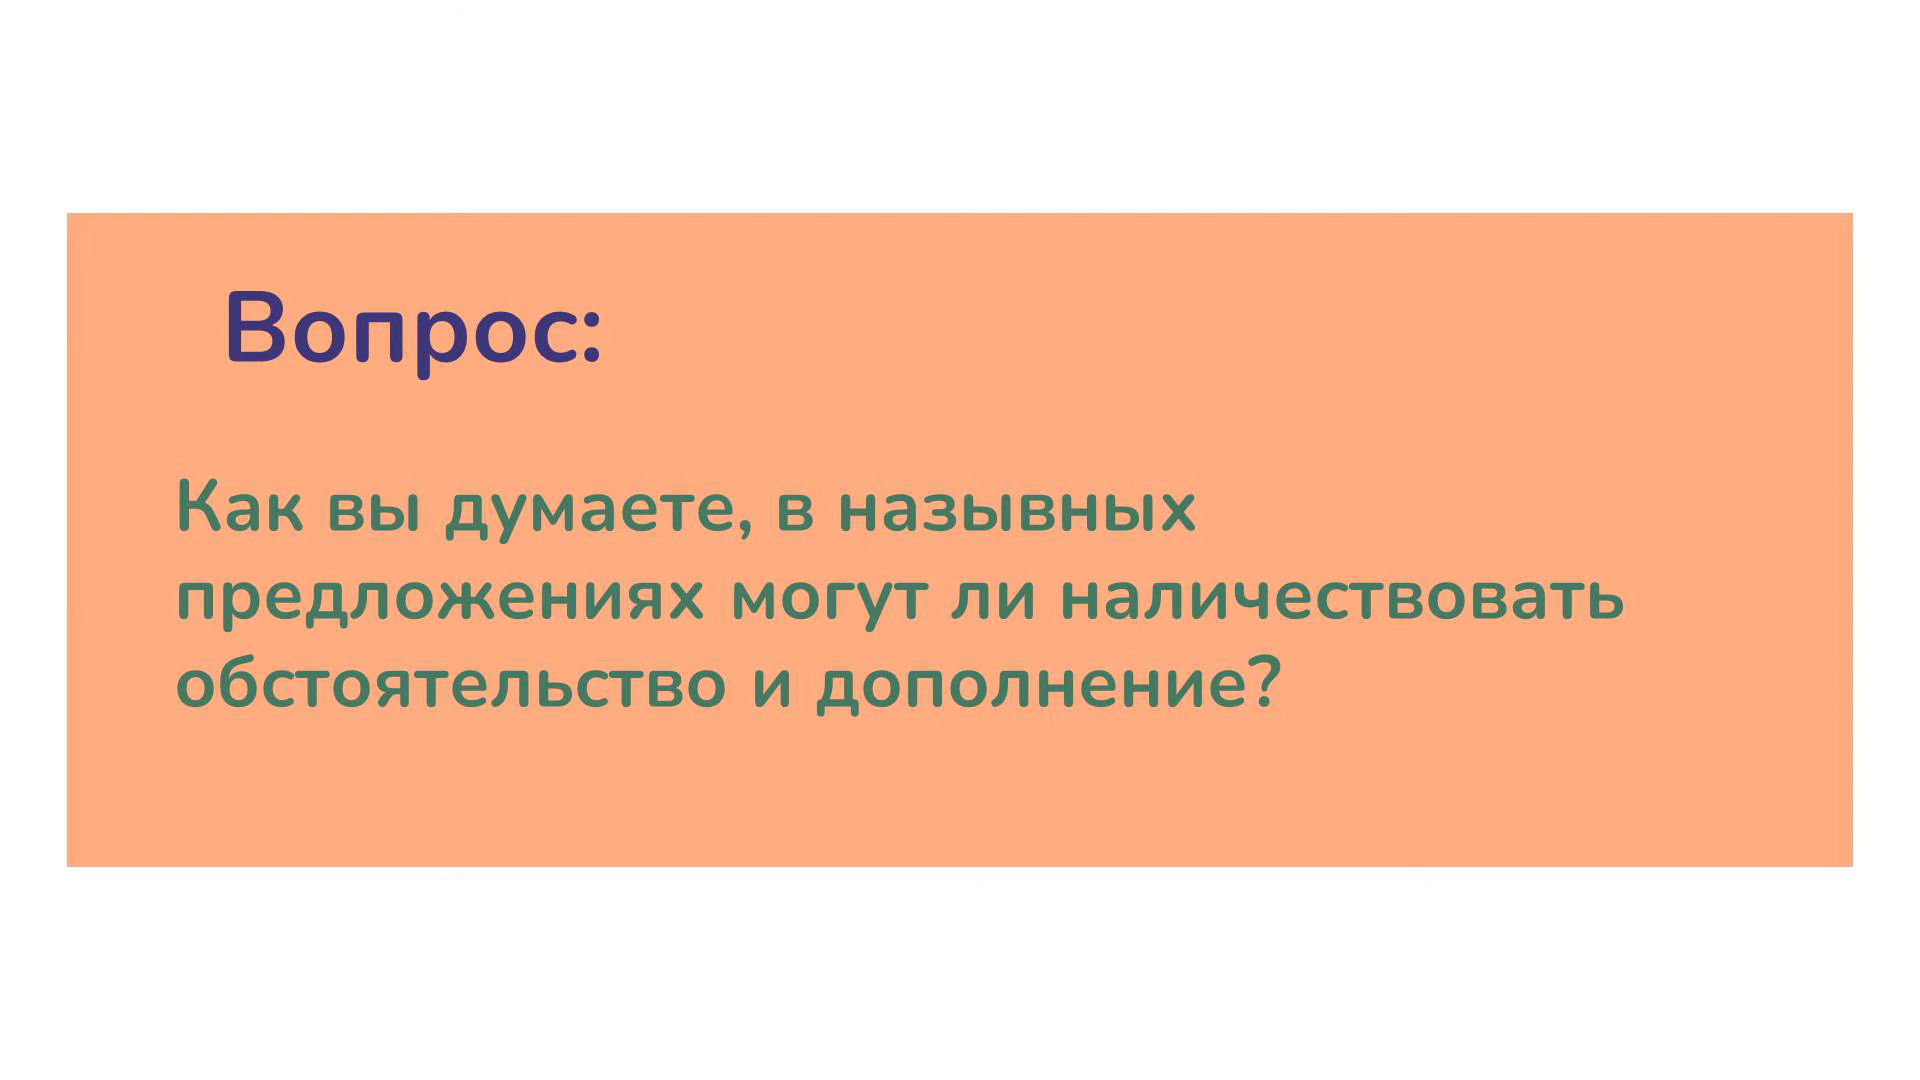 Вопрос:
Как вы думаете, в назывных
предложениях могут ли наличествовать
обстоятельство и дополнение?